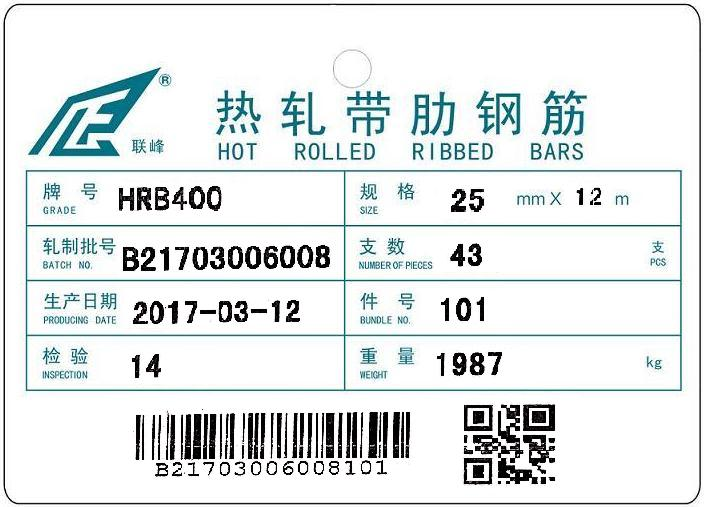 ®
联峰
热轧带肋钢筋
HOT ROLLED RIBBED BARS
牌 号 HRB400 规 格 25 mm X 12 m
GRADE SIZE
轧制批号 B21703006008 支 数 43 支
BATCH NO. NUMBER OF PIECES PCS
生产日期 2017-03-12 件 号 101
PRODUCING DATE BUNDLE NO.
检 验 14 重 量 1987 kg
INSPECTION WEIGHT
B21703006008101